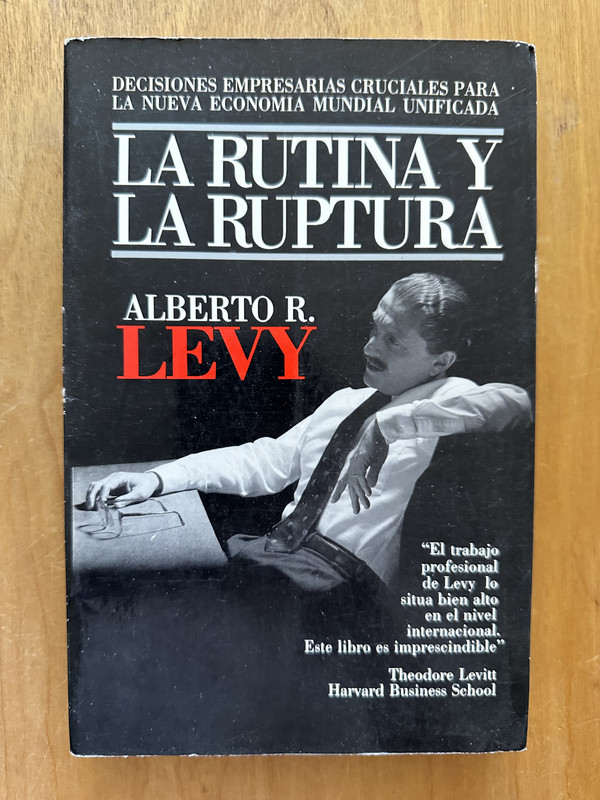 DECISIONES EMPRESARIAS CRUCIALES PARA
LA NUEVA ECONOMIA MUNDIAL UNIFICADA
LA RUTINA Y
LA RUPTURA
ALBERTO R.
LEVY
“El trabajo
profesional
de Levy lo
situa bien alto
en el nivel
internacional.
Este libro es imprescindible”
Theodore Levitt
Harvard Business School